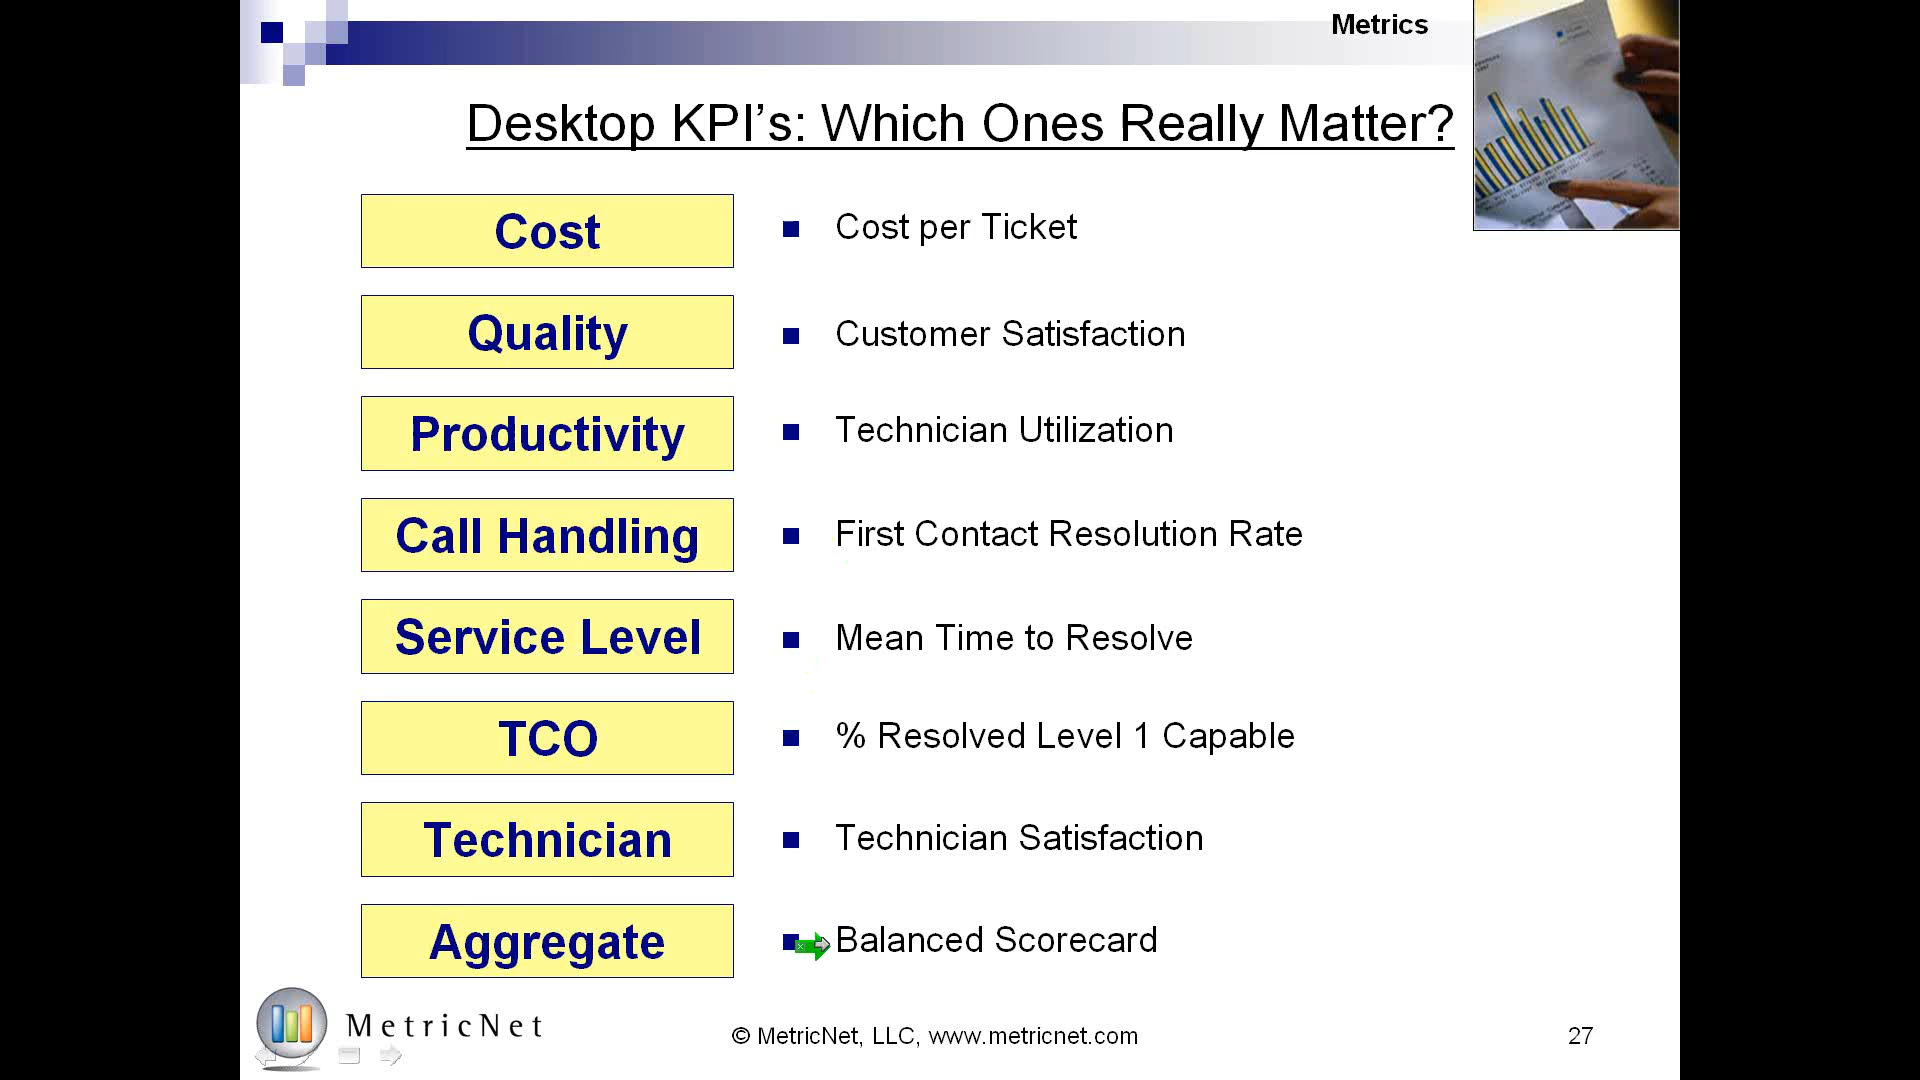 Metrics
Desktop KPI’s: Which Ones Really Matter?
Cost
Cost per Ticket
Quality
Customer Satisfaction
Productivity
Technician Utilization
Call Handling
First Contact Resolution Rate
Service Level
Mean Time to Resolve
TCO
% Resolved Level 1 Capable
Technician
Technician Satisfaction
Aggregate
Balanced Scorecard
MetricNet
© MetricNet, LLC, www.metricnet.com
27